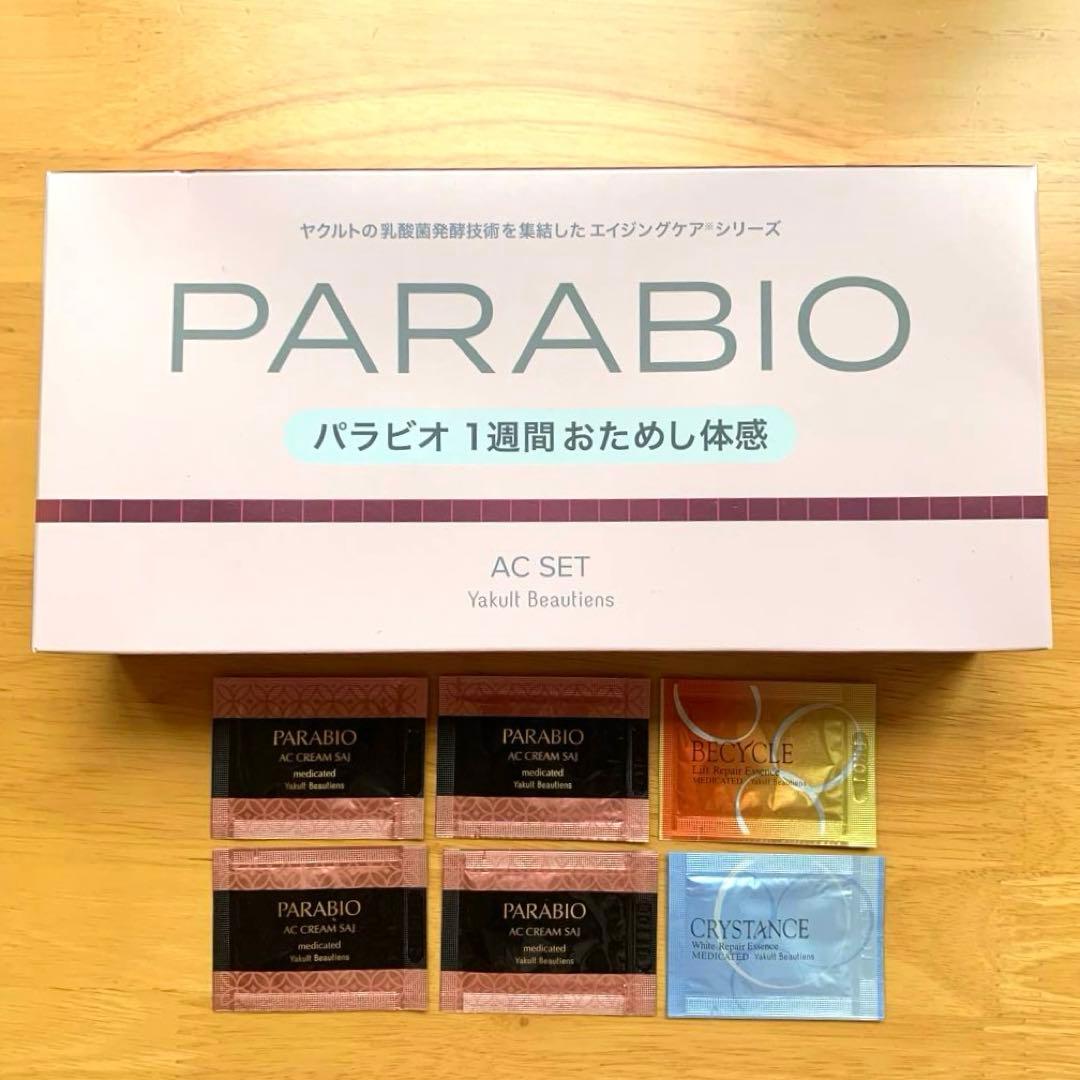 ヤクルトの乳酸菌発酵技術を集結したエイジングケア※シリーズ
PARABIO
パラビオ 1週間 おためし体感
AC SET
Yakult Beautiens
PARABIO
AC CREAM SAJ
medicated
Yakult Beautiens
PARABIO
AC CREAM SAJ
medicated
Yakult Beautiens
BECYCLE
Lift Repair Essence
MEDICATED Yakult Beautiens
PARABIO
AC CREAM SAJ
medicated
Yakult Beautiens
PARABIO
AC CREAM SAJ
medicated
Yakult Beautiens
CRYSTANCE
White Repair Essence
MEDICATED Yakult Beautiens